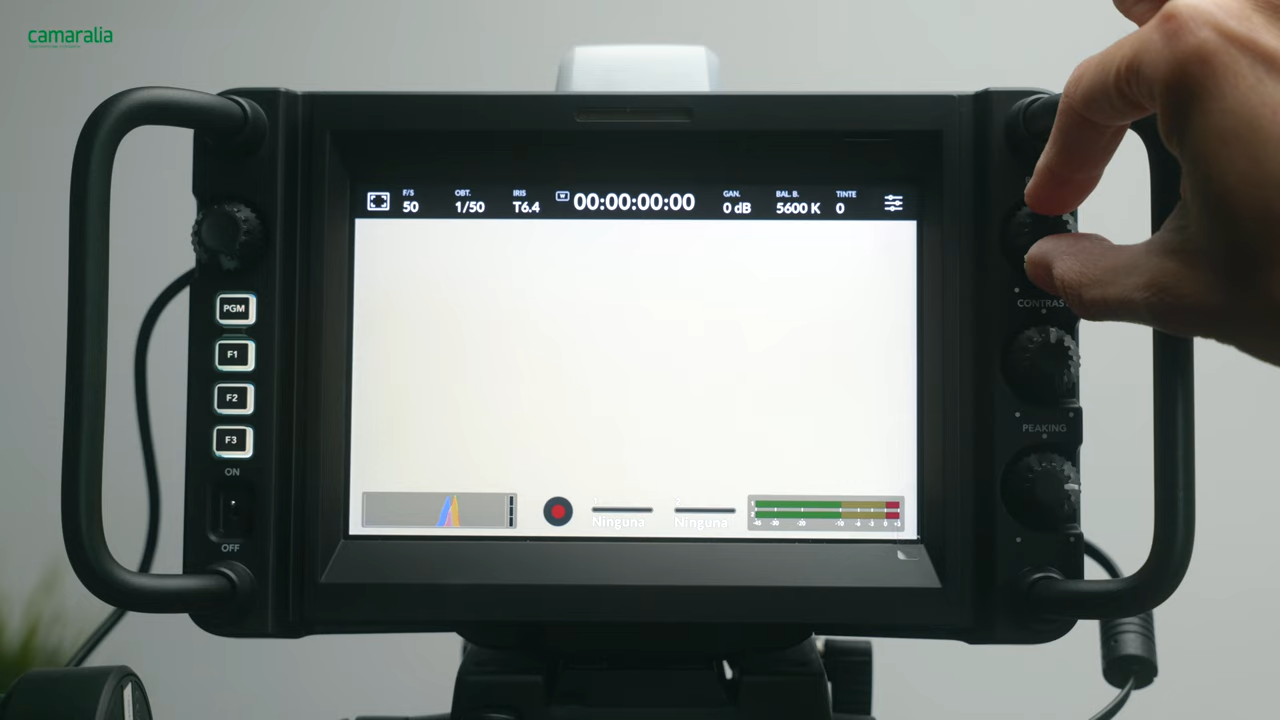 camaralia
F/S
50
OBT.
1/50
IRIS
T6.4
W
00:00:00:00
GAN.
0 dB
BAL. B.
5600 K
TINTE
0
PGM
F1
F2
F3
ON
OFF
CONTRAST
PEAKING
Ninguna
Ninguna